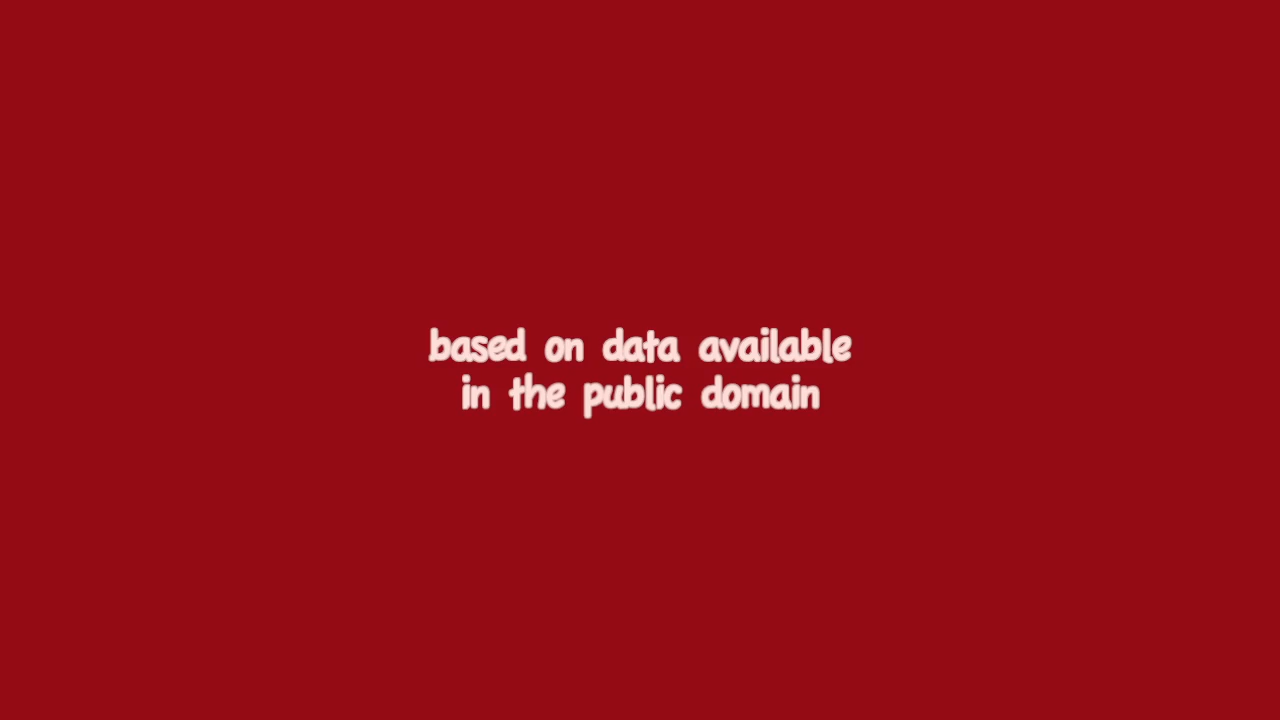 based on data available
in the public domain